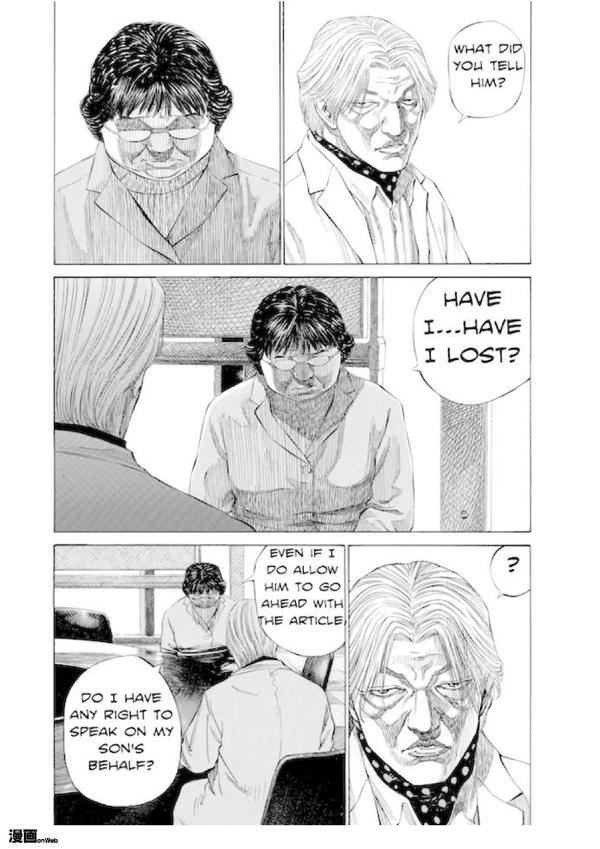 WHAT DID
YOU TELL
HIM?
HAVE
I...HAVE
I LOST?
EVEN IF I
DO ALLOW
HIM TO GO
AHEAD WITH
THE ARTICLE,
DO I HAVE
ANY RIGHT TO
SPEAK ON MY
SON'S
BEHALF?
?
漫画onWeb